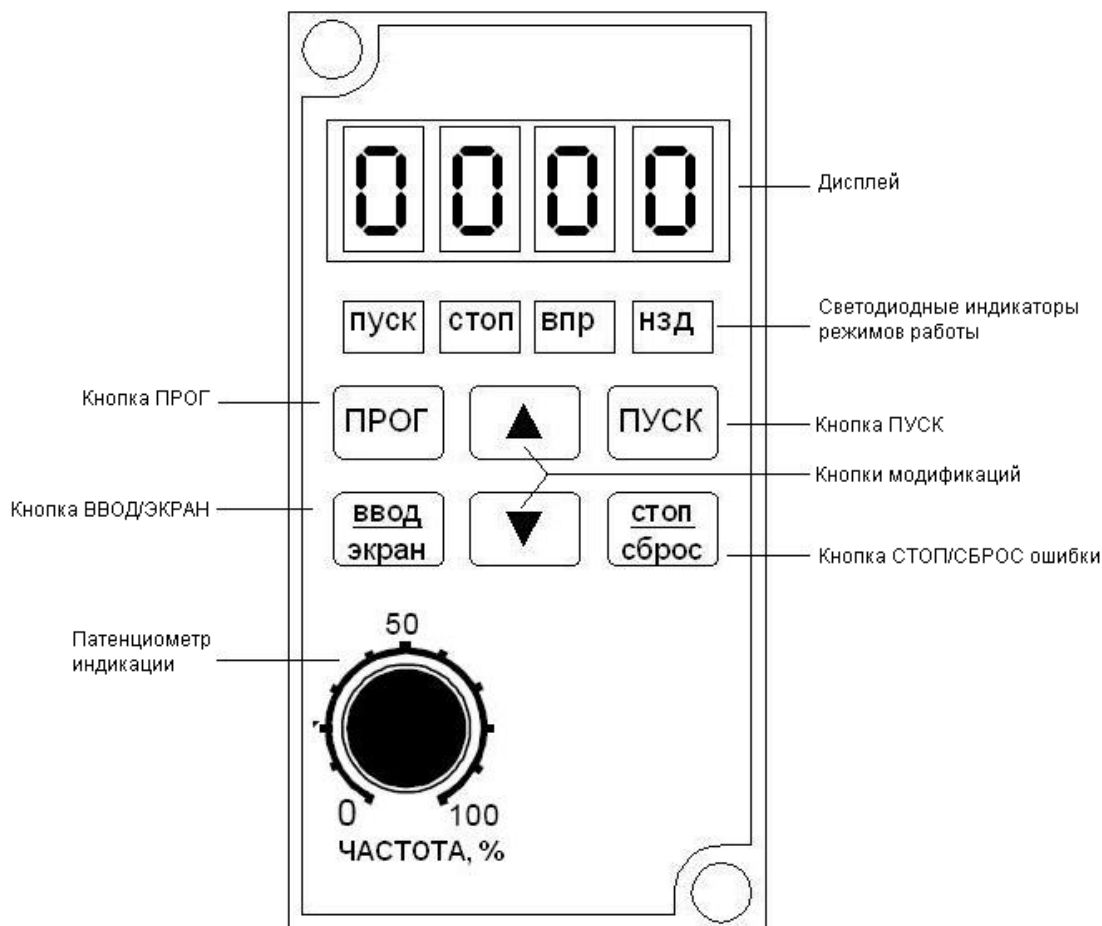 0000
Дисплей
пуск стоп впр нзд
Светодиодные индикаторы
режимов работы
Кнопка ПРОГ
ПРОГ ▲ ПУСК
Кнопка ПУСК
Кнопки модификаций
Кнопка ВВОД/ЭКРАН
ввод
экран
▼
стоп
сброс
Кнопка СТОП/СБРОС ошибки
Патенциометр
индикации
50
0 100
ЧАСТОТА, %